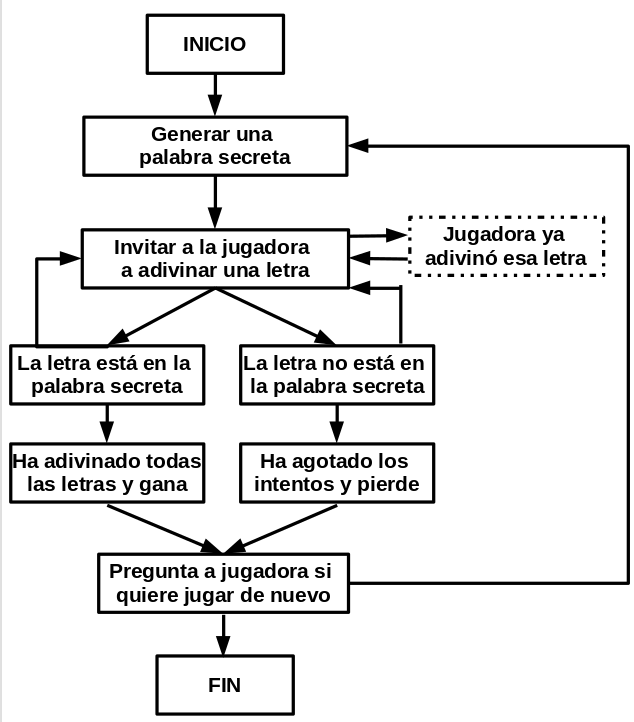 INICIO
Generar una
palabra secreta
Invitar a la jugadora
a adivinar una letra
Jugadora ya
adivinó esa letra
La letra está en la
palabra secreta
La letra no está en
la palabra secreta
Ha adivinado todas
las letras y gana
Ha agotado los
intentos y pierde
Pregunta a jugadora si
quiere jugar de nuevo
FIN